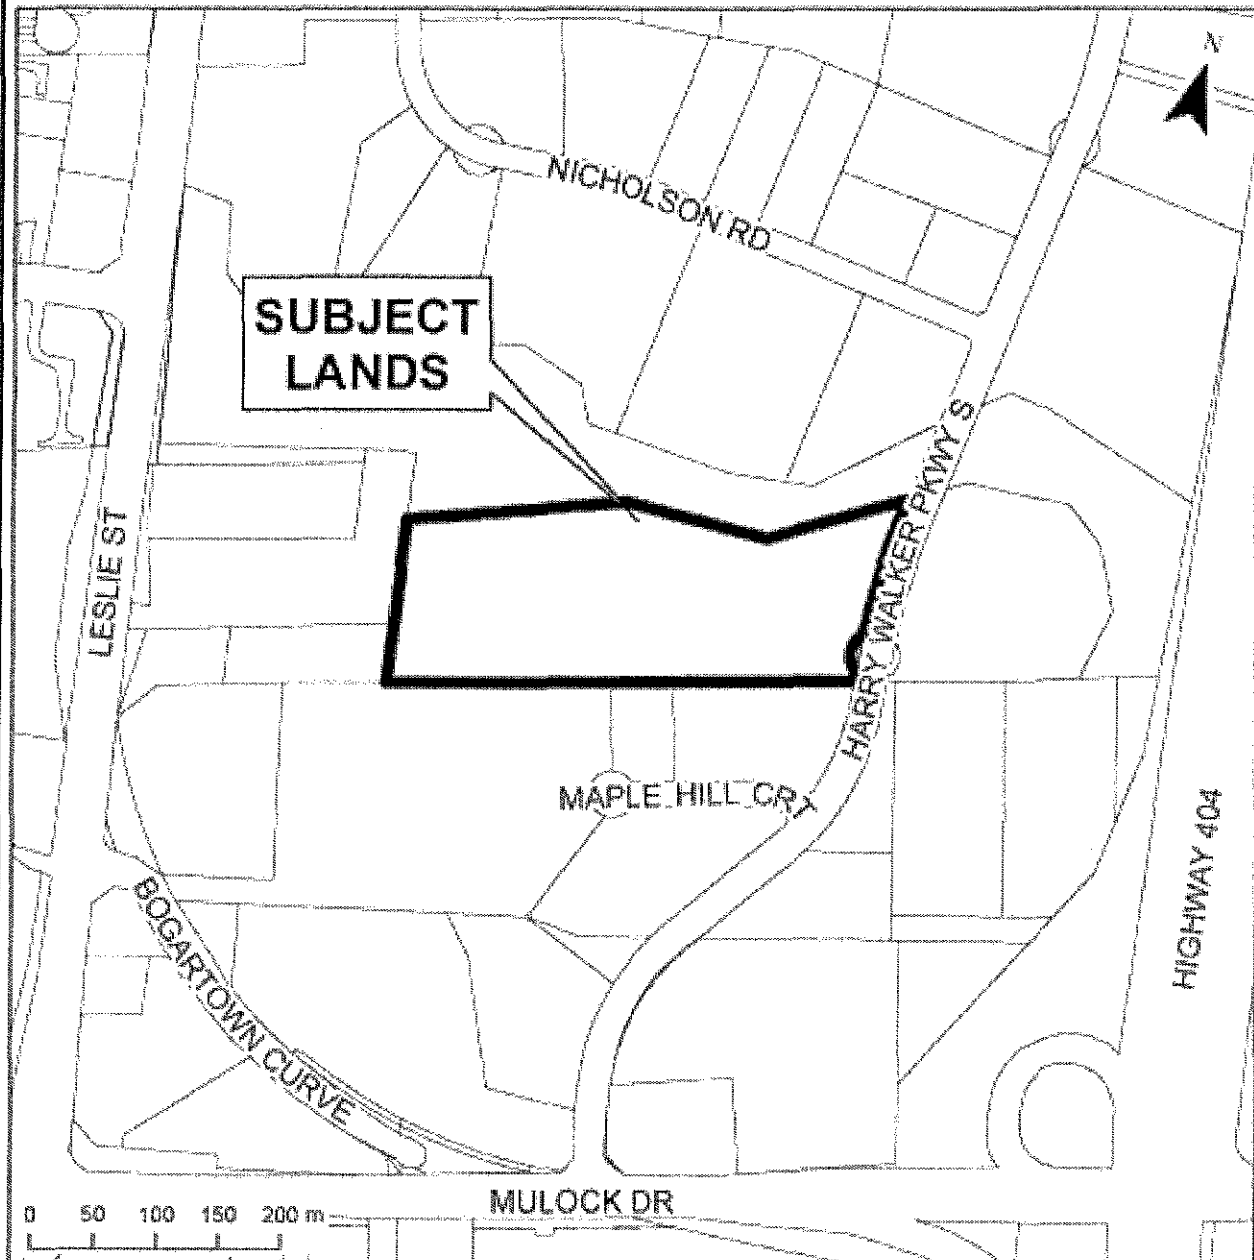 N
NICHOLSON RD
SUBJECT
LANDS
HARRY WALKER PKWY S
LESLIE ST
MAPLE HILL CRT
HIGHWAY 404
BOGARTOWN CURVE
MULOCK DR
0 50 100 150 200 m